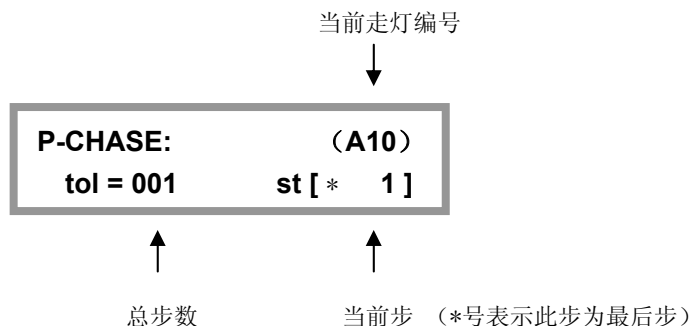 当前走灯编号
P-CHASE: （A10）
tol = 001 st [ * 1 ]
总步数 当前步 （*号表示此步为最后步）